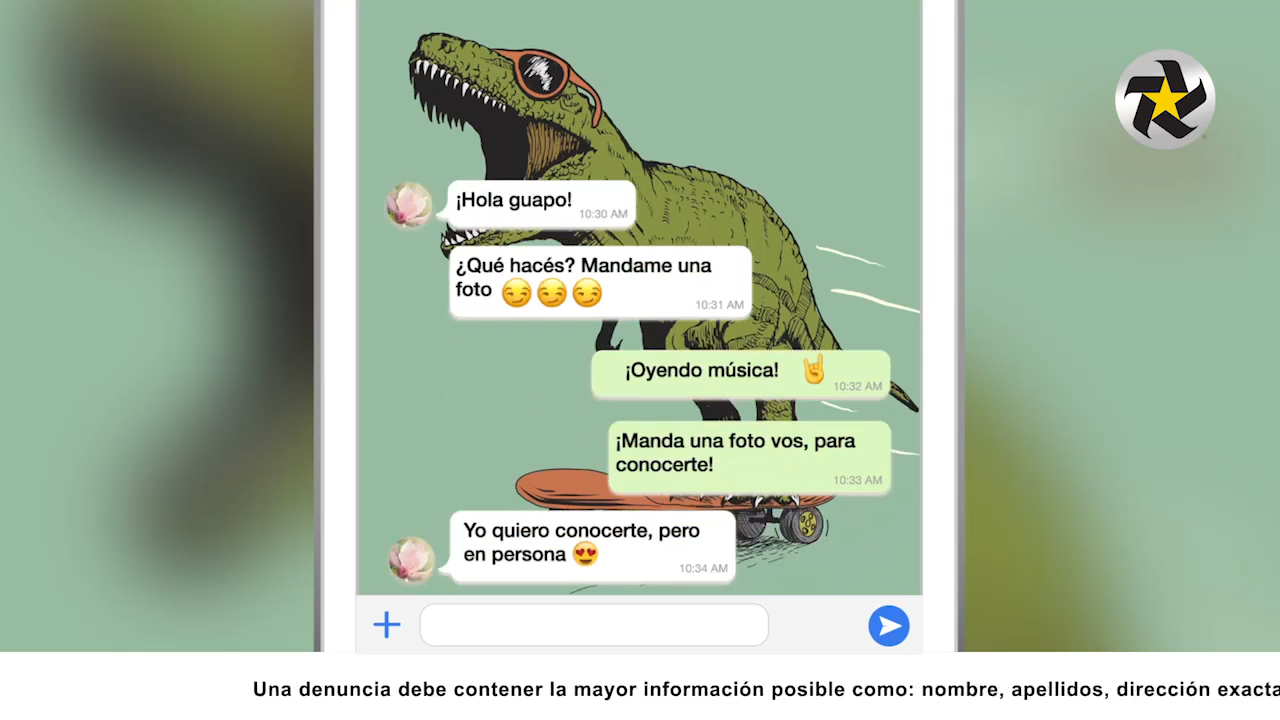 ¡Hola guapo!
10:30 AM
¿Qué hacés? Mandame una
foto 😏😏😏
10:31 AM
¡Oyendo música! 🤘
10:32 AM
¡Manda una foto vos, para
conocerte!
10:33 AM
Yo quiero conocerte, pero
en persona 😍
10:34 AM
Una denuncia debe contener la mayor información posible como: nombre, apellidos, dirección exacta